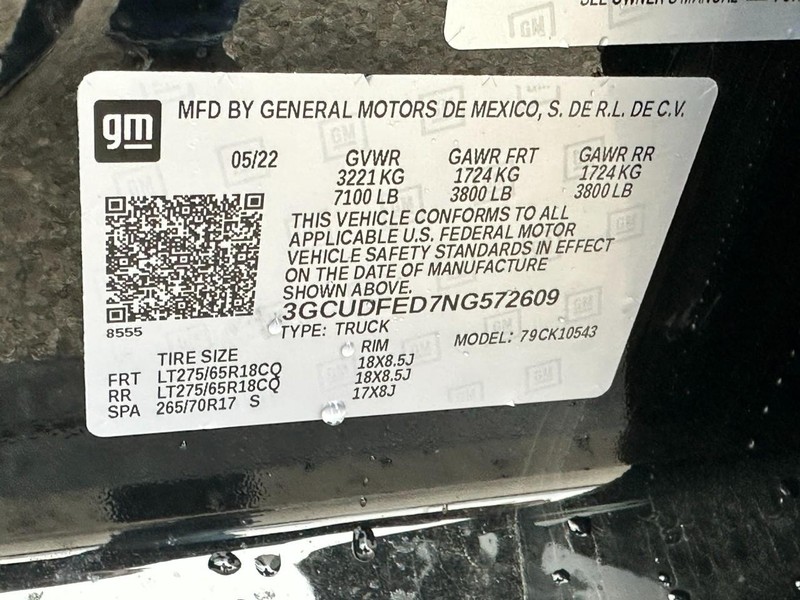 SEE OWNER'S MANUAL
gm
MFD BY GENERAL MOTORS DE MEXICO, S. DE R.L. DE C.V.
05/22 GVWR GAWR FRT GAWR RR
3221 KG 1724 KG 1724 KG
7100 LB 3800 LB 3800 LB
THIS VEHICLE CONFORMS TO ALL
APPLICABLE U.S. FEDERAL MOTOR
VEHICLE SAFETY STANDARDS IN EFFECT
ON THE DATE OF MANUFACTURE
SHOWN ABOVE.
3GCUDFED7NG572609
8555
TYPE: TRUCK MODEL: 79CK10543
TIRE SIZE RIM
FRT LT275/65R18CQ 18X8.5J
RR LT275/65R18CQ 18X8.5J
SPA 265/70R17 S 17X8J